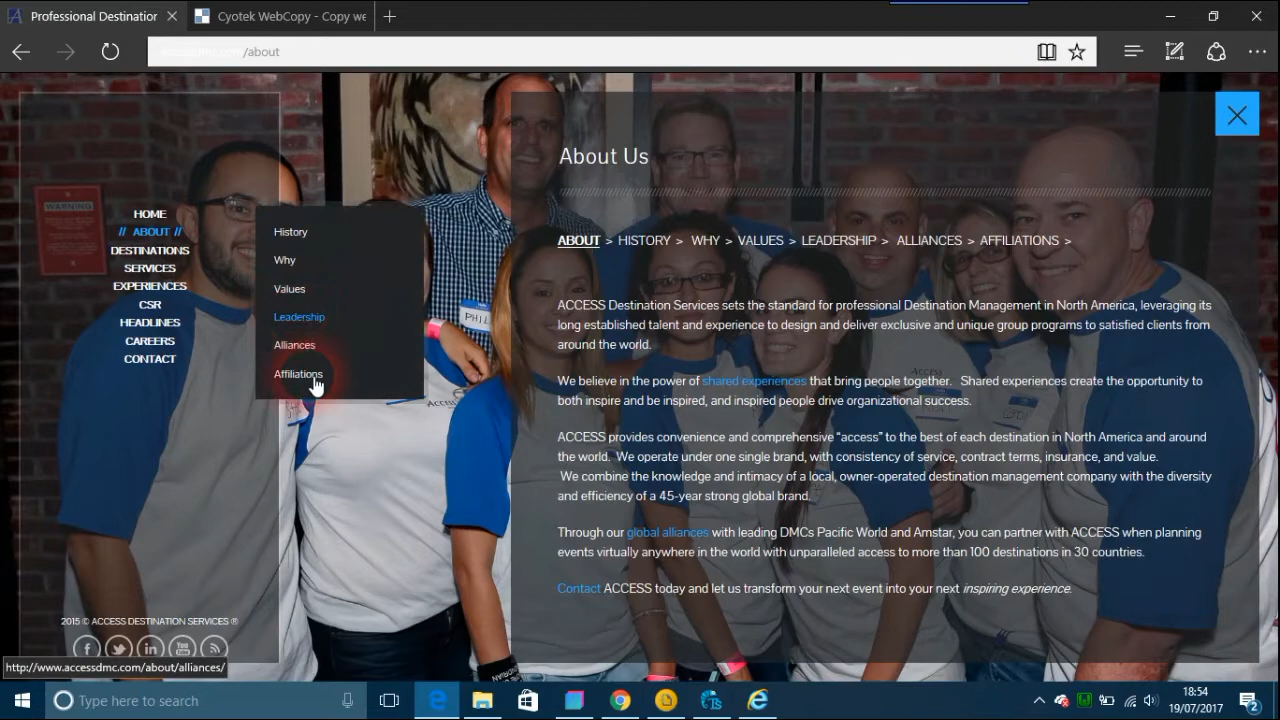 Professional Destination
Cyotek WebCopy - Copy we
/about
WARNING
HOME
// ABOUT //
DESTINATIONS
SERVICES
EXPERIENCES
CSR
HEADLINES
CAREERS
CONTACT
History
Why
Values
Leadership
Alliances
Affiliations
About Us
ABOUT > HISTORY > WHY > VALUES > LEADERSHIP > ALLIANCES > AFFILIATIONS >
ACCESS Destination Services sets the standard for professional Destination Management in North America, leveraging its
long established talent and experience to design and deliver exclusive and unique group programs to satisfied clients from
around the world.
We believe in the power of shared experiences that bring people together. Shared experiences create the opportunity to
both inspire and be inspired, and inspired people drive organizational success.
ACCESS provides convenience and comprehensive “access” to the best of each destination in North America and around
the world. We operate under one single brand, with consistency of service, contract terms, insurance, and value.
We combine the knowledge and intimacy of a local, owner-operated destination management company with the diversity
and efficiency of a 45-year strong global brand.
Through our global alliances with leading DMCs Pacific World and Amstar, you can partner with ACCESS when planning
events virtually anywhere in the world with unparalleled access to more than 100 destinations in 30 countries.
Contact ACCESS today and let us transform your next event into your next inspiring experience.
PHIL
2015 © ACCESS DESTINATION SERVICES ®
http://www.accessdmc.com/about/alliances/
Type here to search
18:54
19/07/2017
2